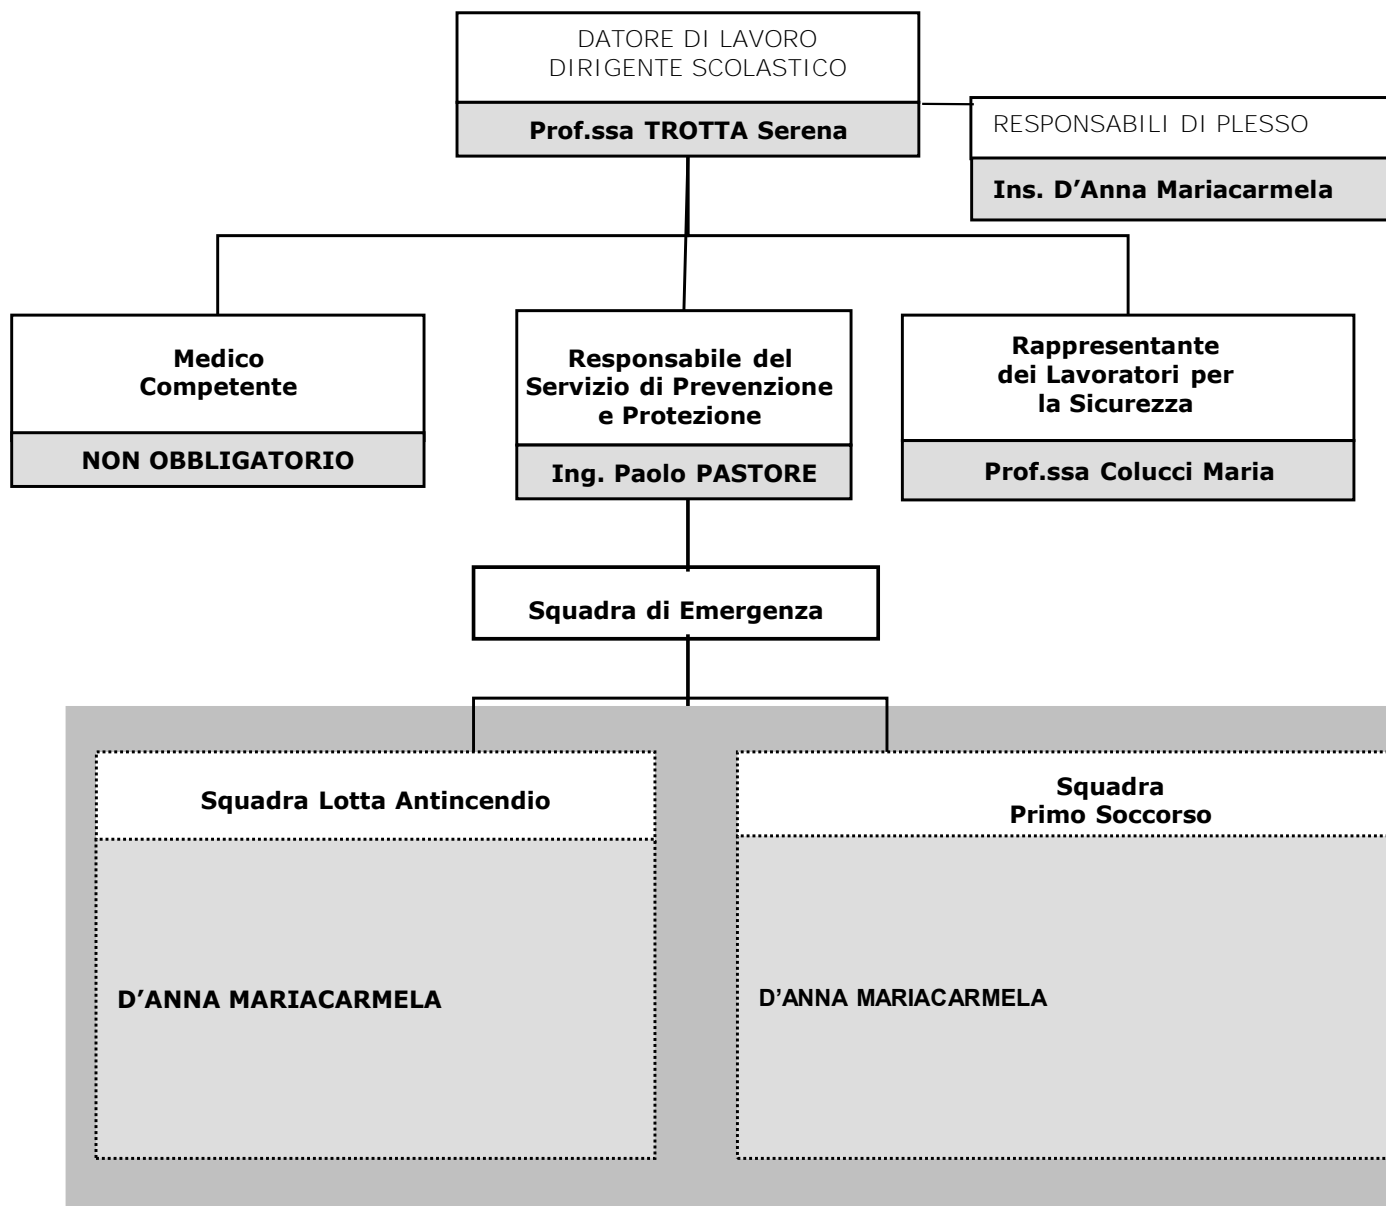 DATORE DI LAVORO
DIRIGENTE SCOLASTICO
Prof.ssa TROTTA Serena
RESPONSABILI DI PLESSO
Ins. D’Anna Mariacarmela
Medico
Competente
NON OBBLIGATORIO
Responsabile del
Servizio di Prevenzione
e Protezione
Ing. Paolo PASTORE
Rappresentante
dei Lavoratori per
la Sicurezza
Prof.ssa Colucci Maria
Squadra di Emergenza
Squadra Lotta Antincendio
D’ANNA MARIACARMELA
Squadra
Primo Soccorso
D’ANNA MARIACARMELA